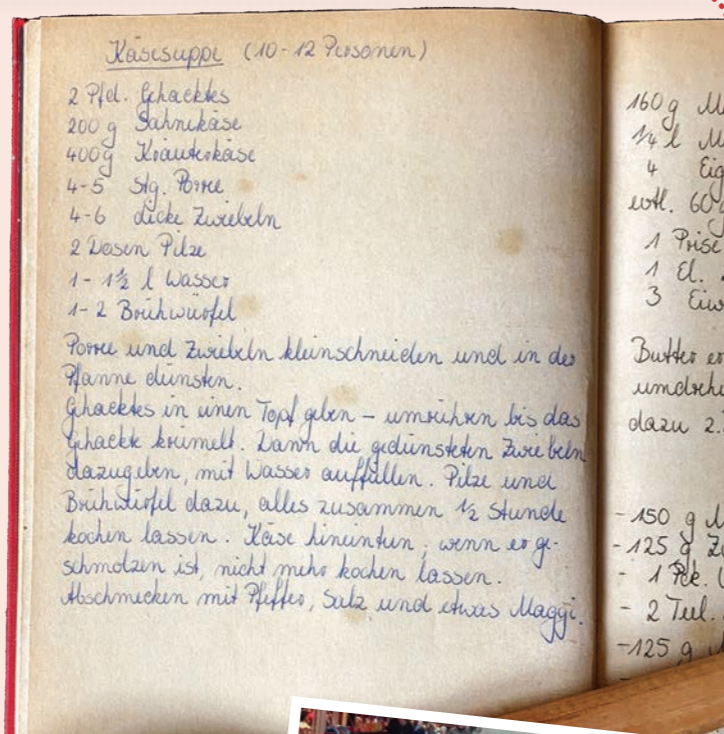 Käsesuppe (10-12 Personen)
2 Pfd. Gehacktes
200 g Sahnekäse
400g Kräuterkäse
4-5 Stg. Porree
4-6 dicke Zwiebeln
2 Dosen Pilze
1- 1½ l Wasser
1-2 Brühwürfel
Porree und Zwiebeln kleinschneiden und in der
Pfanne dünsten.
Gehacktes in einen Topf geben – umrühren bis das
Gehackte krümelt. Dann die gedünsteten Zwiebeln
dazugeben, mit Wasser auffüllen. Pilze und
Brühwürfel dazu, alles zusammen ½ Stunde
kochen lassen. Käse hineintun, wenn er ge-
schmolzen ist, nicht mehr kochen lassen.
Abschmecken mit Pfeffer, Salz und etwas Maggi.
160 g
¼ l
4
evtl. 60
1 Prise
1 El.
3
Butter
dazu 2.
-150 g
-125 g
- 1 Pck.
- 2 Teel.
-125 g